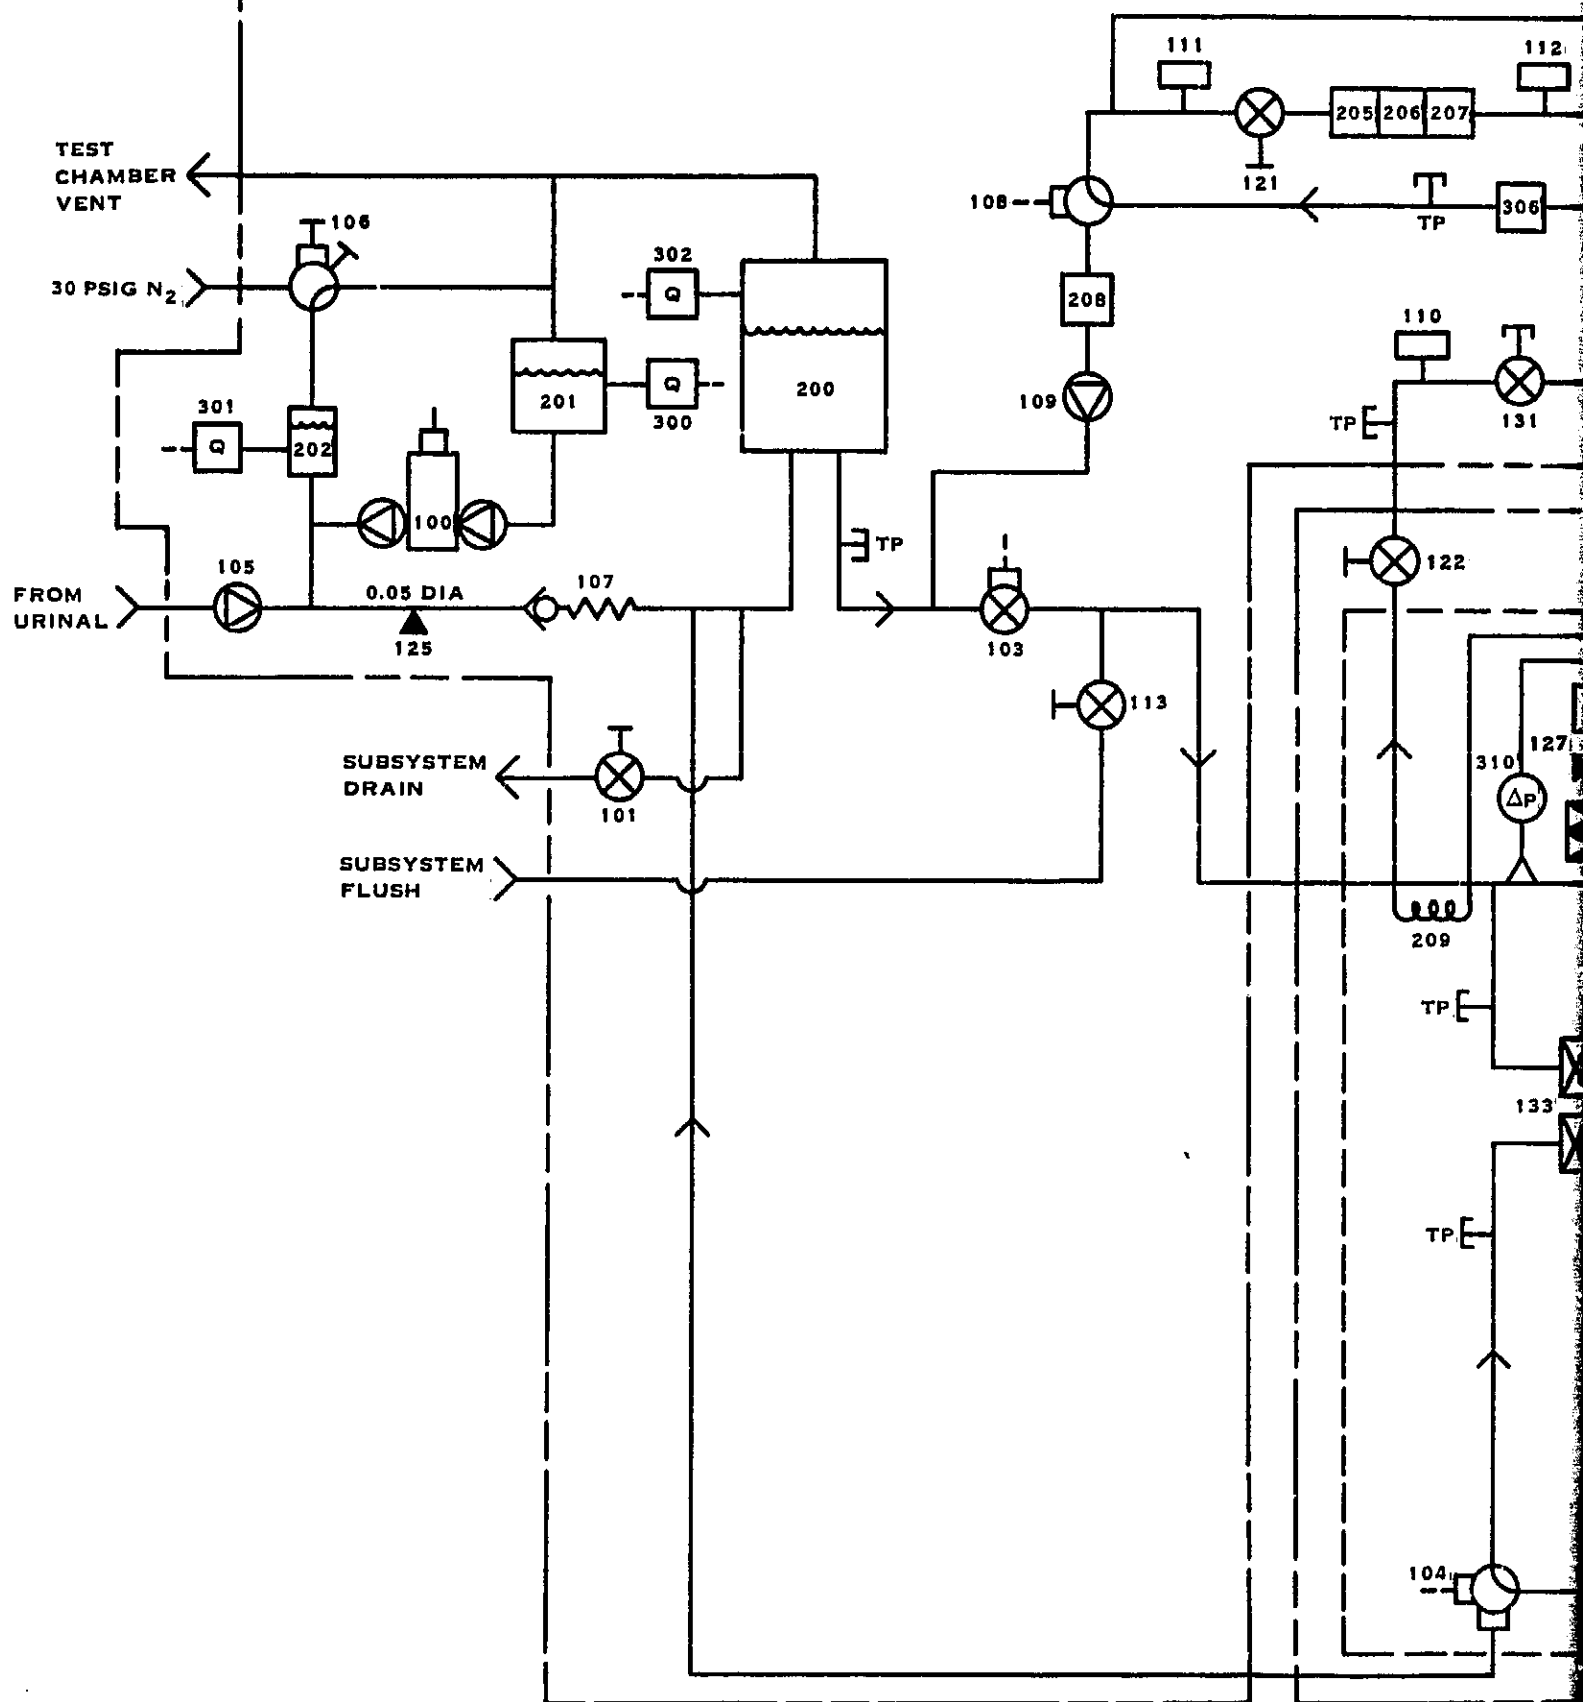 111
112
205 206 207
121
TEST
CHAMBER
VENT
106
108
TP
306
30 PSIG N2
302
Q
208
110
301
Q
202
201
Q
300
200
109
TP
131
100
TP
122
105
FROM
URINAL
0.05 DIA
125
107
103
113
SUBSYSTEM
DRAIN
101
127
310
ΔP
SUBSYSTEM
FLUSH
209
TP
133
TP
104